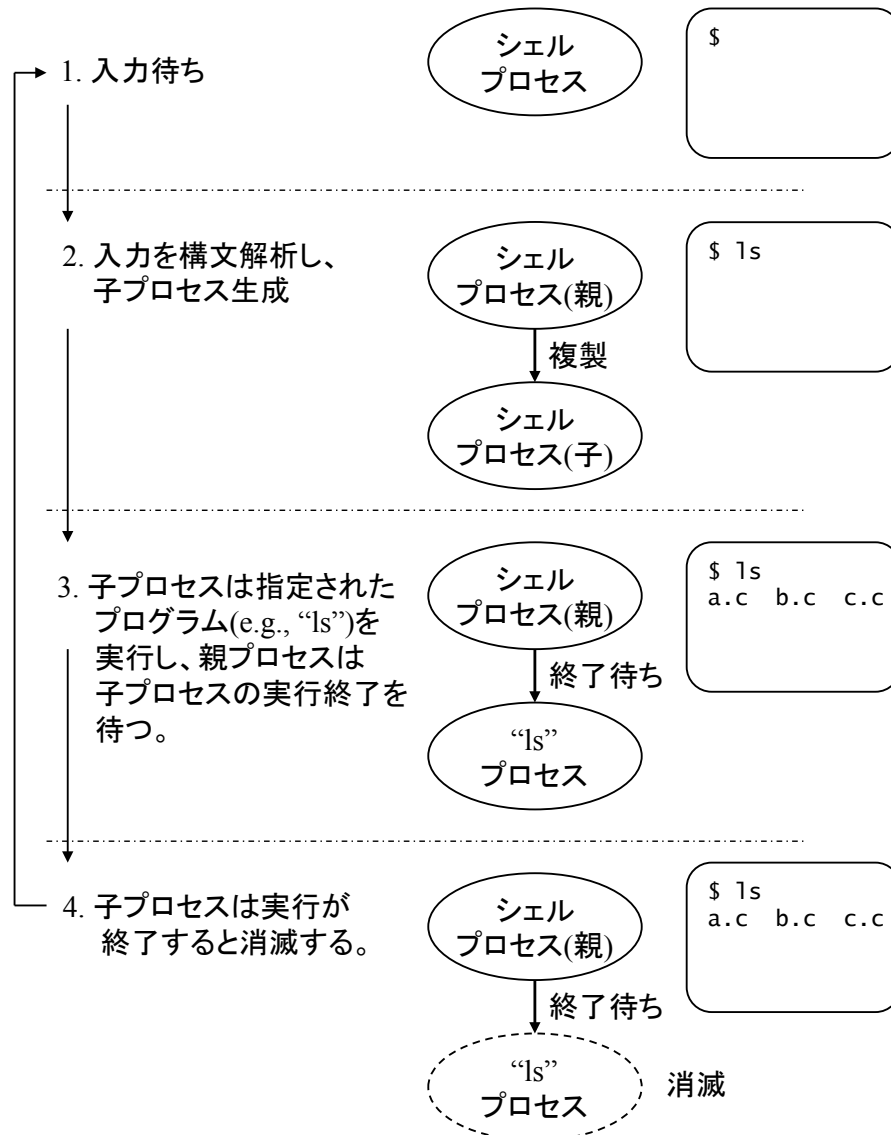 1. 入力待ち
シェル
プロセス
$
2. 入力を構文解析し、
子プロセス生成
シェル
プロセス(親)
複製
シェル
プロセス(子)
$ ls
3. 子プロセスは指定された
プログラム(e.g., “ls”)を
実行し、親プロセスは
子プロセスの実行終了を
待つ。
シェル
プロセス(親)
終了待ち
“ls”
プロセス
$ ls
a.c b.c c.c
4. 子プロセスは実行が
終了すると消滅する。
シェル
プロセス(親)
終了待ち
“ls”
プロセス
消滅
$ ls
a.c b.c c.c